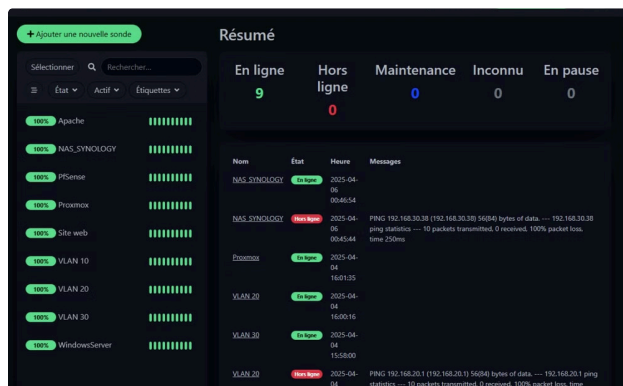 + Ajouter une nouvelle sonde
Sélectionner
Rechercher...
État
Actif
Étiquettes
100% Apache
100% NAS_SYNOLOGY
100% PfSense
100% Proxmox
100% Site web
100% VLAN 10
100% VLAN 20
100% VLAN 30
100% WindowsServer
Résumé
En ligne
9
Hors
ligne
0
Maintenance
0
Inconnu
0
En pause
0
Nom État Heure Messages
NAS_SYNOLOGY En ligne 2025-04-
06
00:46:54
NAS_SYNOLOGY Hors ligne 2025-04- PING 192.168.30.38 (192.168.30.38) 56(84) bytes of data. --- 192.168.30.38
06 ping statistics --- 10 packets transmitted, 0 received, 100% packet loss,
00:45:44 time 250ms
Proxmox En ligne 2025-04-
04
16:01:35
VLAN 20 En ligne 2025-04-
04
16:00:16
VLAN 30 En ligne 2025-04-
04
15:58:00
VLAN 20 Hors ligne 2025-04- PING 192.168.20.1 (192.168.20.1) 56(84) bytes of data. --- 192.168.20.1 ping
04 statistics --- 10 packets transmitted, 0 received, 100% packet loss, time